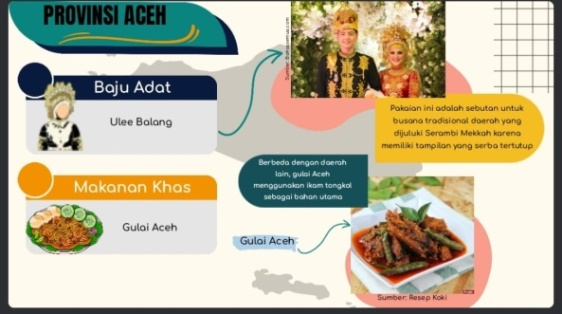 PROVINSI ACEH
Baju Adat
Ulee Balang
Pakaian ini adalah sebutan untuk
busana tradisional daerah yang
dijuluki Serambi Mekkah karena
memiliki tampilan yang serba tertutup
Makanan Khas
Gulai Aceh
Berbeda dengan daerah
lain, gulai Aceh
menggunakan ikam tongkol
sebagai bahan utama
Gulai Aceh
Sumber: Resep Koki